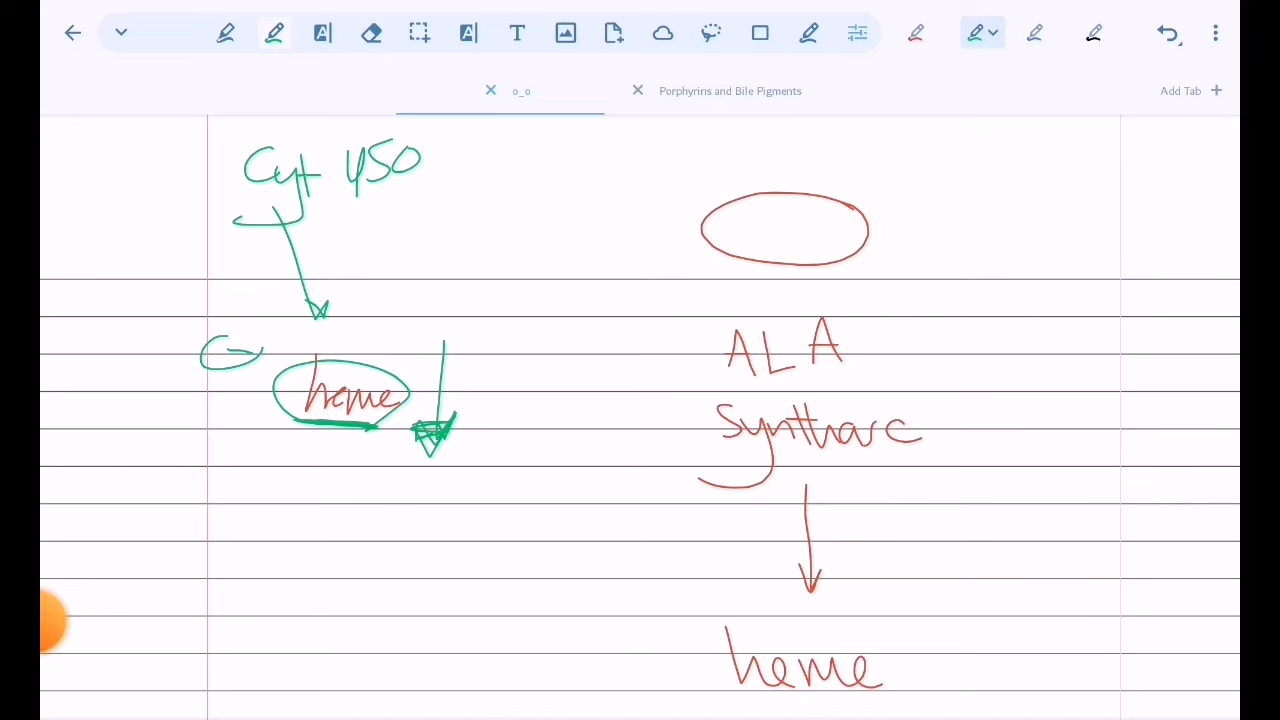 o_o
Porphyrins and Bile Pigments
Add Tab
Cyt 450
heme
ALA
Synthase
heme